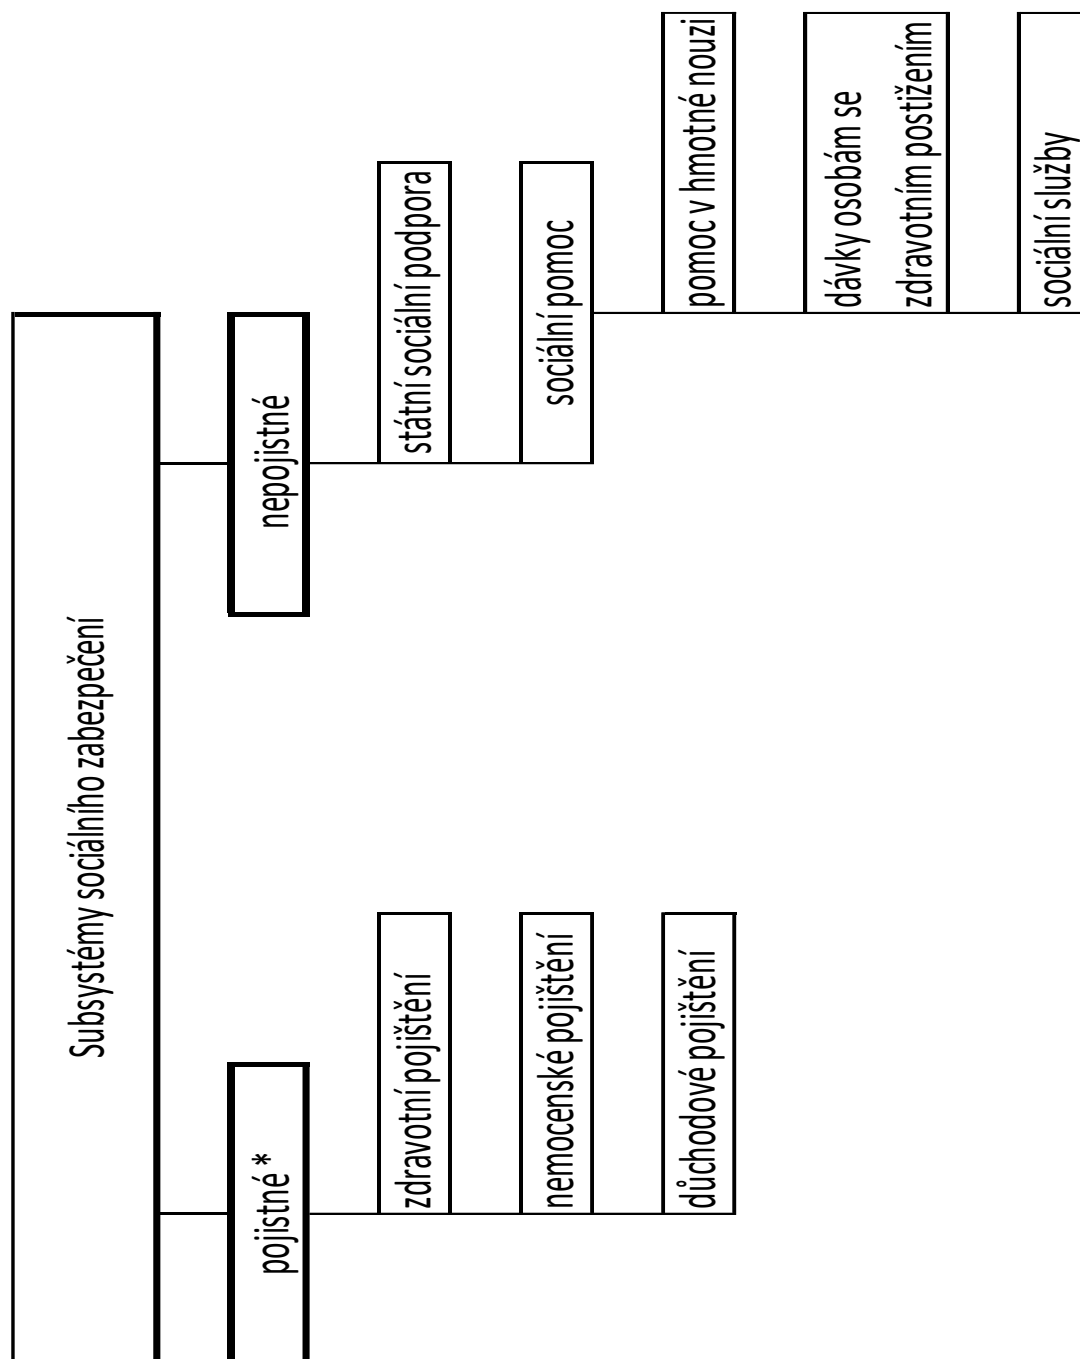 Subsystémy sociálního zabezpečení
pojistné *
zdravotní pojištění
nemocenské pojištění
důchodové pojištění
nepojistné
státní sociální podpora
sociální pomoc
pomoc v hmotné nouzi
dávky osobám se
zdravotním postižením
sociální služby